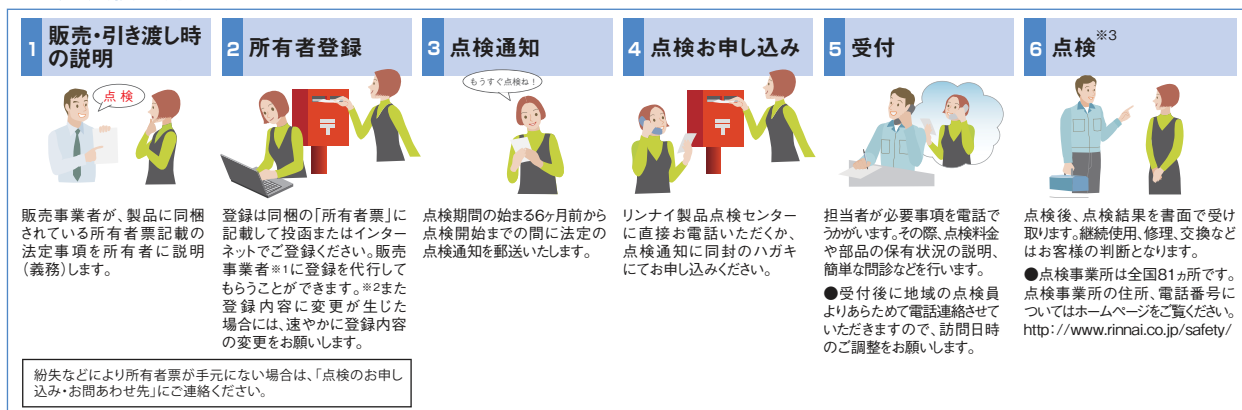 1 販売・引き渡し時
の説明
点検
販売事業者が、製品に同梱
されている所有者票記載の
法定事項を所有者に説明
(義務)します。
2 所有者登録
登録は同梱の「所有者票」に
記載して投函またはインター
ネットでご登録ください。販売
事業者※1に登録を代行して
もらうことができます。※2また
登録内容に変更が生じた
場合には、速やかに登録内容
の変更をお願いします。
紛失などにより所有者票が手元にない場合は、「点検のお申し
込み・お問あわせ先」にご連絡ください。
3 点検通知
もうすぐ点検ね!
点検期間の始まる6ヶ月前から
点検開始までの間に法定の
点検通知を郵送いたします。
4 点検お申し込み
リンナイ製品点検センター
に直接お電話いただくか、
点検通知に同封のハガキ
にてお申し込みください。
5 受付
担当者が必要事項を電話で
うかがいます。その際、点検料金
や部品の保有状況の説明、
簡単な問診などを行います。
●受付後に地域の点検員
よりあらためて電話連絡させて
いただきますので、訪問日時
のご調整をお願いします。
6 点検※3
点検後、点検結果を書面で受け
取ります。継続使用、修理、交換など
はお客様の判断となります。
●点検事業所は全国81ヵ所です。
点検事業所の住所、電話番号に
ついてはホームページをご覧ください。
http://www.rinnai.co.jp/safety/